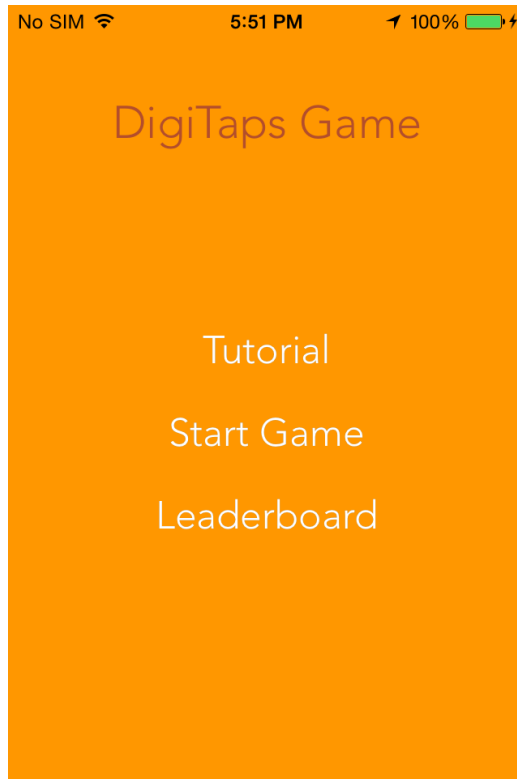 No SIM 5:51 PM 100%
DigiTaps Game
Tutorial
Start Game
Leaderboard